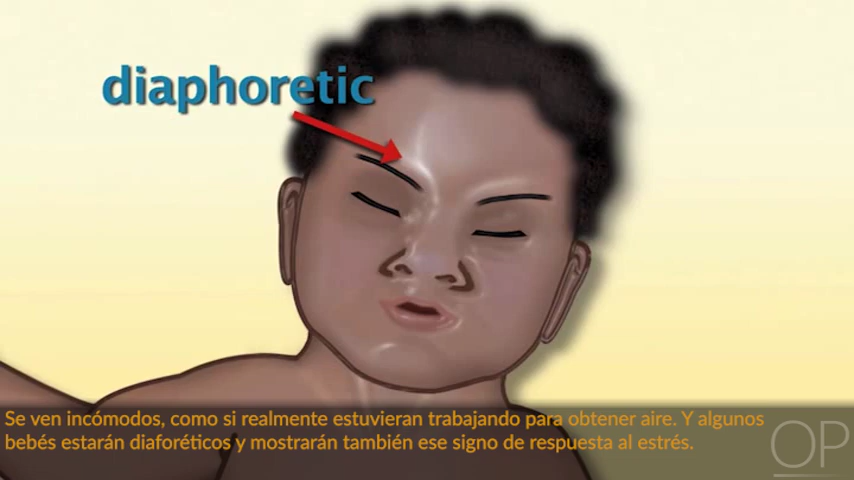 diaphoretic
Se ven incómodos, como si realmente estuvieran trabajando para obtener aire. Y algunos
bebés estarán diaforéticos y mostrarán también ese signo de respuesta al estrés.
OP